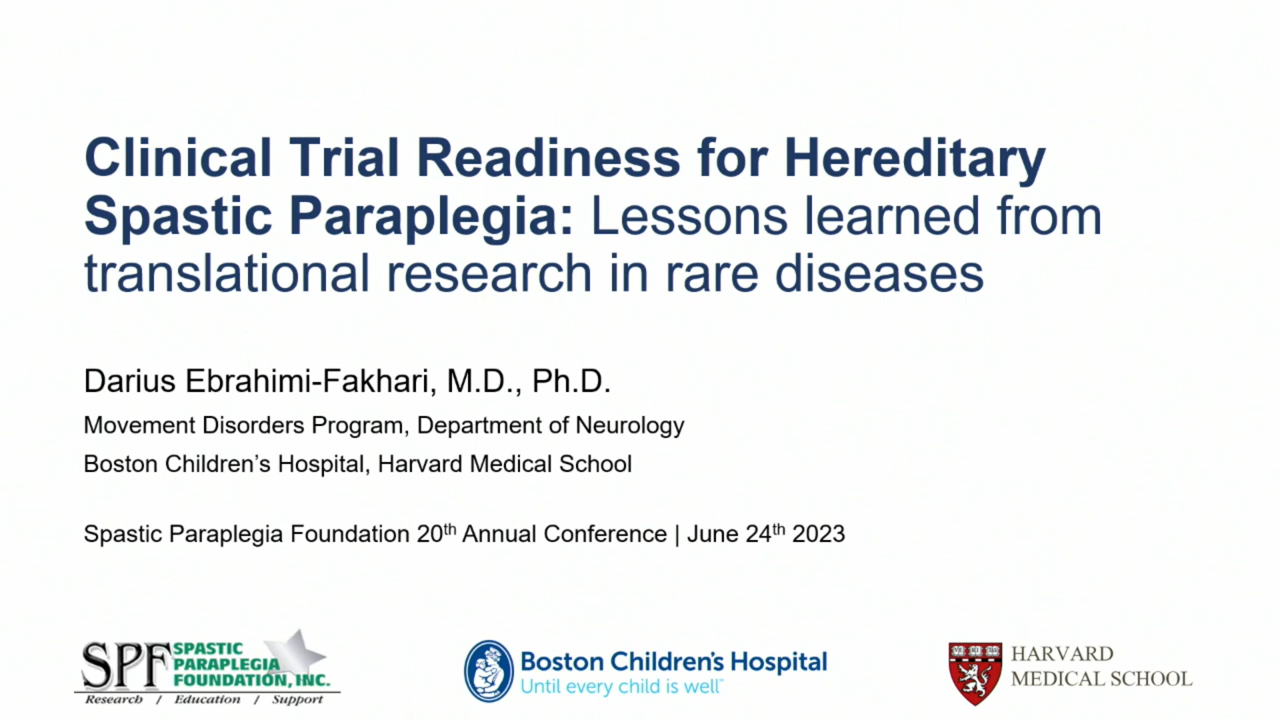 Clinical Trial Readiness for Hereditary
Spastic Paraplegia: Lessons learned from
translational research in rare diseases
Darius Ebrahimi-Fakhari, M.D., Ph.D.
Movement Disorders Program, Department of Neurology
Boston Children's Hospital, Harvard Medical School
Spastic Paraplegia Foundation 20th Annual Conference | June 24th 2023
SPF SPASTIC
PARAPLEGIA
FOUNDATION, INC.
Research / Education / Support
Boston Children's Hospital
Until every child is well™
HARVARD
MEDICAL SCHOOL